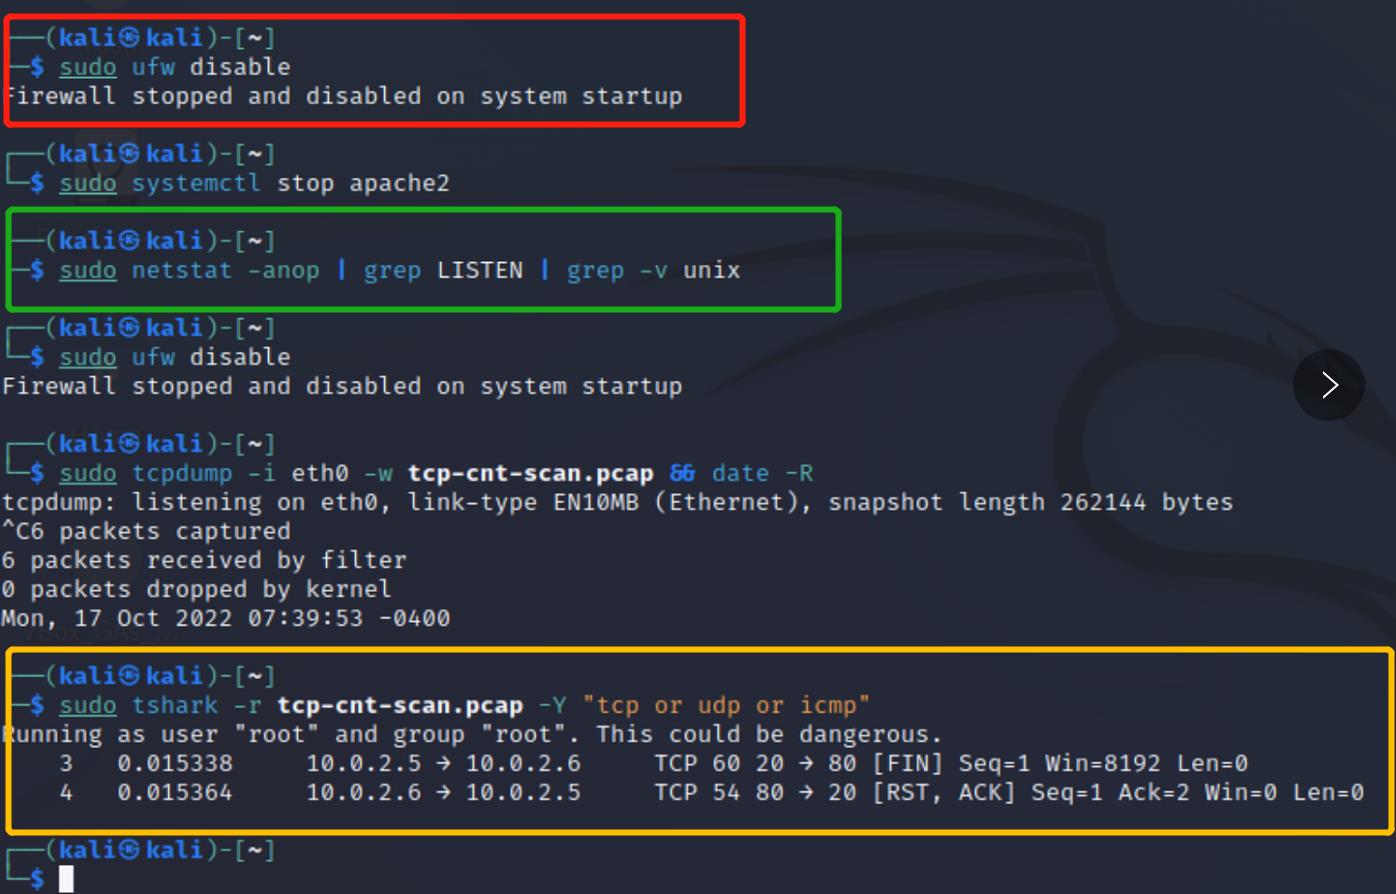 ──(kali㉿kali)-[~]
─$ sudo ufw disable
Firewall stopped and disabled on system startup
┌──(kali㉿kali)-[~]
└─$ sudo systemctl stop apache2
──(kali㉿kali)-[~]
─$ sudo netstat -anop | grep LISTEN | grep -v unix
┌──(kali㉿kali)-[~]
└─$ sudo ufw disable
Firewall stopped and disabled on system startup
┌──(kali㉿kali)-[~]
└─$ sudo tcpdump -i eth0 -w tcp-cnt-scan.pcap && date -R
tcpdump: listening on eth0, link-type EN10MB (Ethernet), snapshot length 262144 bytes
^C6 packets captured
6 packets received by filter
0 packets dropped by kernel
Mon, 17 Oct 2022 07:39:53 -0400
──(kali㉿kali)-[~]
─$ sudo tshark -r tcp-cnt-scan.pcap -Y "tcp or udp or icmp"
Running as user "root" and group "root". This could be dangerous.
3 0.015338 10.0.2.5 → 10.0.2.6 TCP 60 20 → 80 [FIN] Seq=1 Win=8192 Len=0
4 0.015364 10.0.2.6 → 10.0.2.5 TCP 54 80 → 20 [RST, ACK] Seq=1 Ack=2 Win=0 Len=0
┌──(kali㉿kali)-[~]
└─$